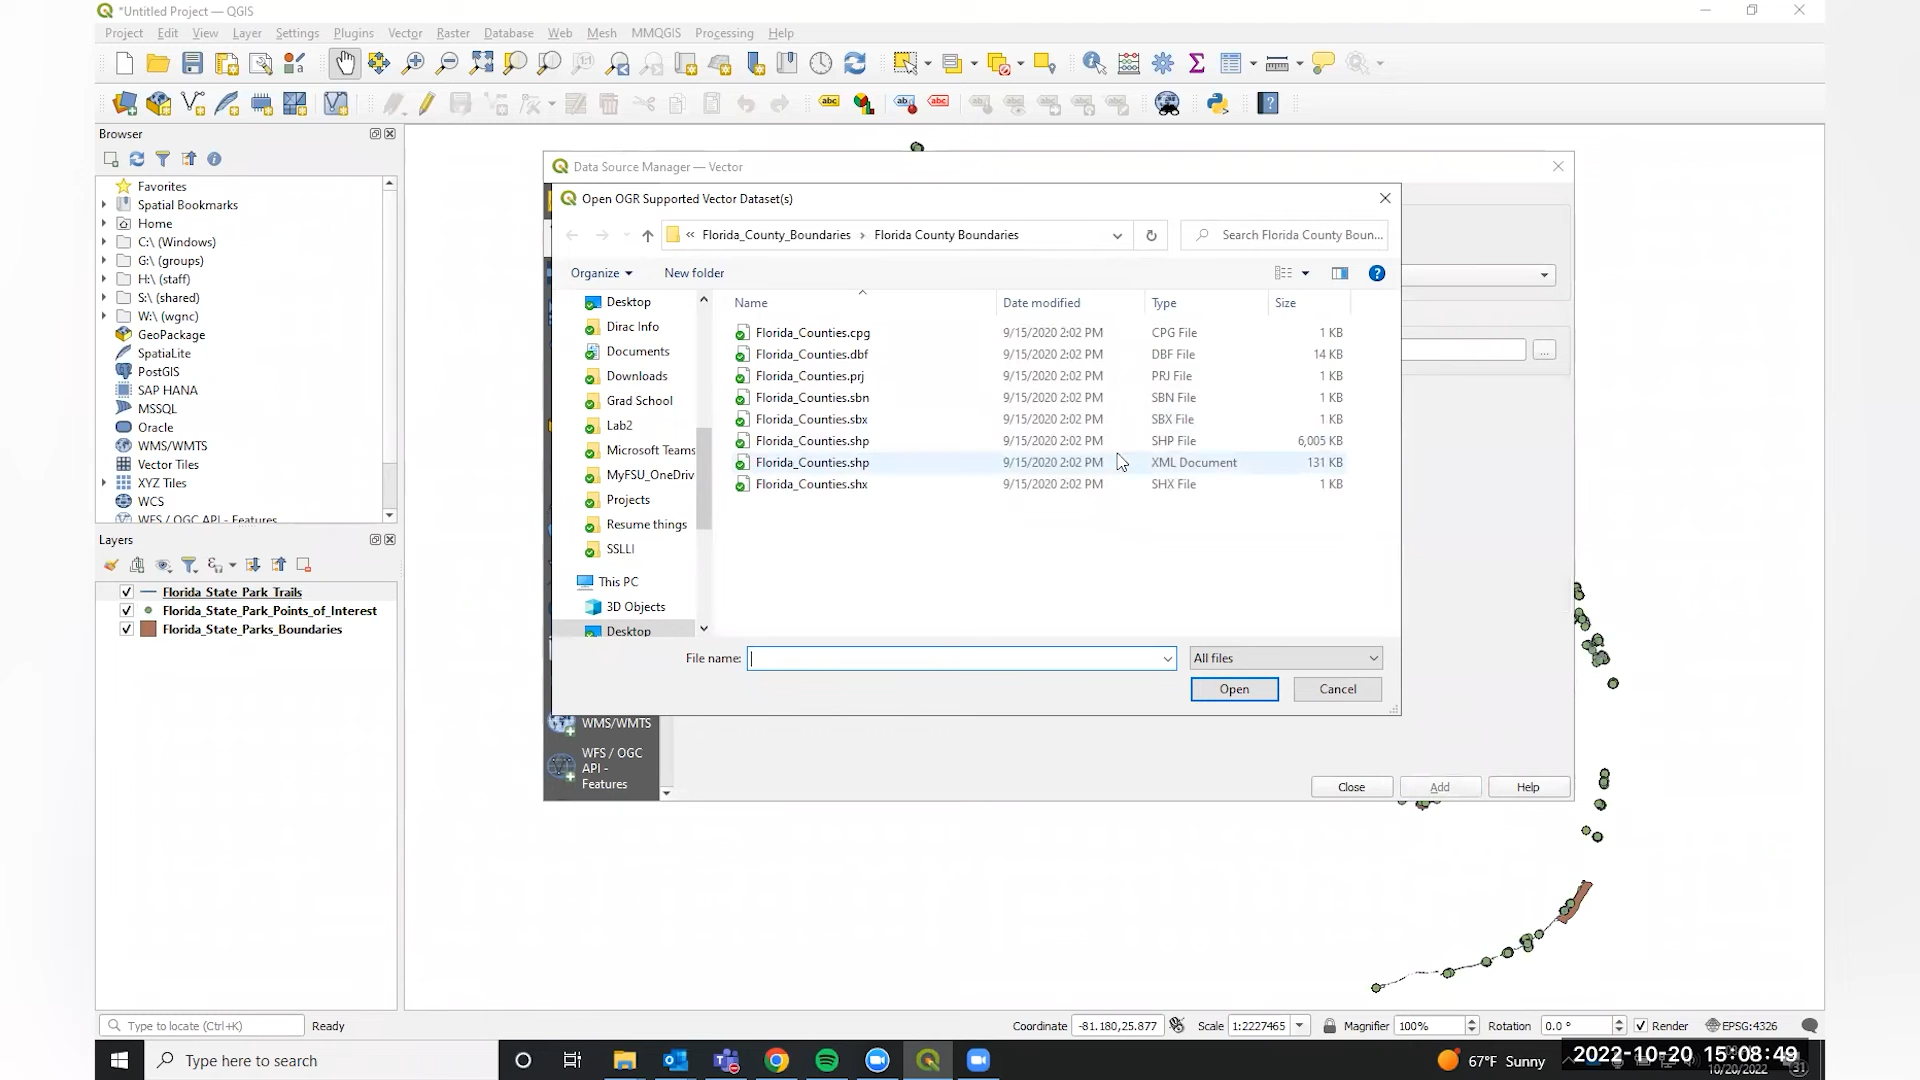 *Untitled Project — QGIS
Project Edit View Layer Settings Plugins Vector Raster Database Web Mesh MMQGIS Processing Help
abc ab abc
Browser
Favorites
Spatial Bookmarks
Home
C:\ (Windows)
G:\ (groups)
H:\ (staff)
S:\ (shared)
W:\ (wgnc)
GeoPackage
SpatiaLite
PostGIS
SAP HANA
MSSQL
Oracle
WMS/WMTS
Vector Tiles
XYZ Tiles
WCS
WFS / OGC API - Features
Layers
Florida_State_Park_Trails
Florida_State_Park_Points_of_Interest
Florida_State_Parks_Boundaries
Data Source Manager — Vector
Open OGR Supported Vector Dataset(s)
« Florida_County_Boundaries › Florida County Boundaries
Search Florida County Boun...
Organize New folder
Desktop
Dirac Info
Documents
Downloads
Grad School
Lab2
Microsoft Teams
MyFSU_OneDriv
Projects
Resume things
SSLLI
This PC
3D Objects
Desktop
Name Date modified Type Size
Florida_Counties.cpg 9/15/2020 2:02 PM CPG File 1 KB
Florida_Counties.dbf 9/15/2020 2:02 PM DBF File 14 KB
Florida_Counties.prj 9/15/2020 2:02 PM PRJ File 1 KB
Florida_Counties.sbn 9/15/2020 2:02 PM SBN File 1 KB
Florida_Counties.sbx 9/15/2020 2:02 PM SBX File 1 KB
Florida_Counties.shp 9/15/2020 2:02 PM SHP File 6,005 KB
Florida_Counties.shp 9/15/2020 2:02 PM XML Document 131 KB
Florida_Counties.shx 9/15/2020 2:02 PM SHX File 1 KB
File name: All files
Open Cancel
...
WMS/WMTS
WFS / OGC
API -
Features
Close Add Help
Type to locate (Ctrl+K) Ready Coordinate -81.180,25.877 Scale 1:2227465 Magnifier 100% Rotation 0.0 ° Render EPSG:4326
Type here to search 67°F Sunny 2022-10-20 15:08:49
10/20/2022 31